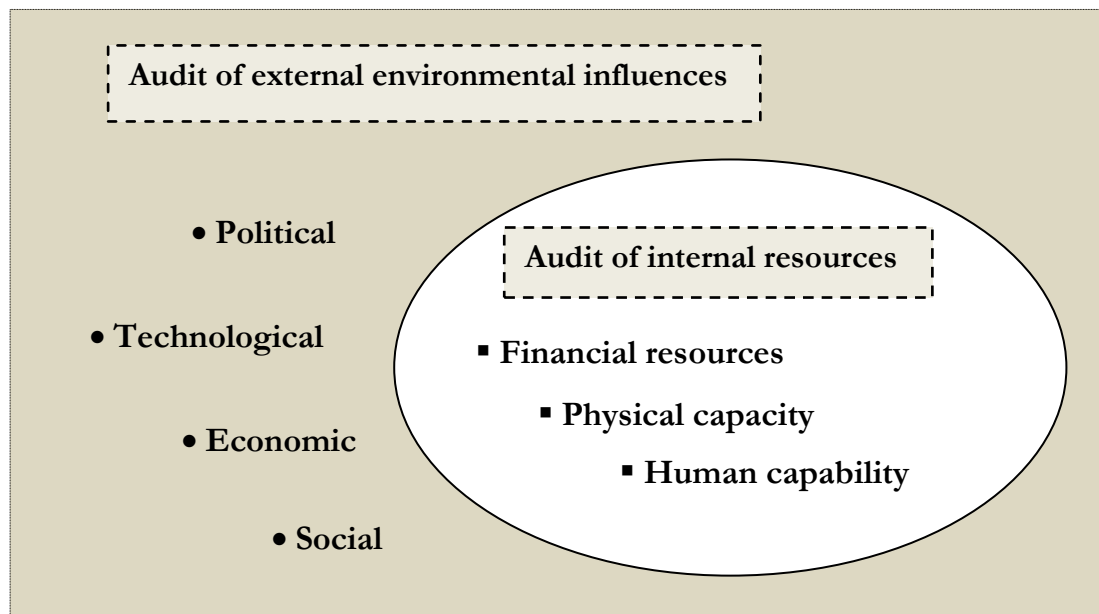 Audit of external environmental influences
• Political
• Technological
• Economic
• Social
Audit of internal resources
▪ Financial resources
▪ Physical capacity
▪ Human capability